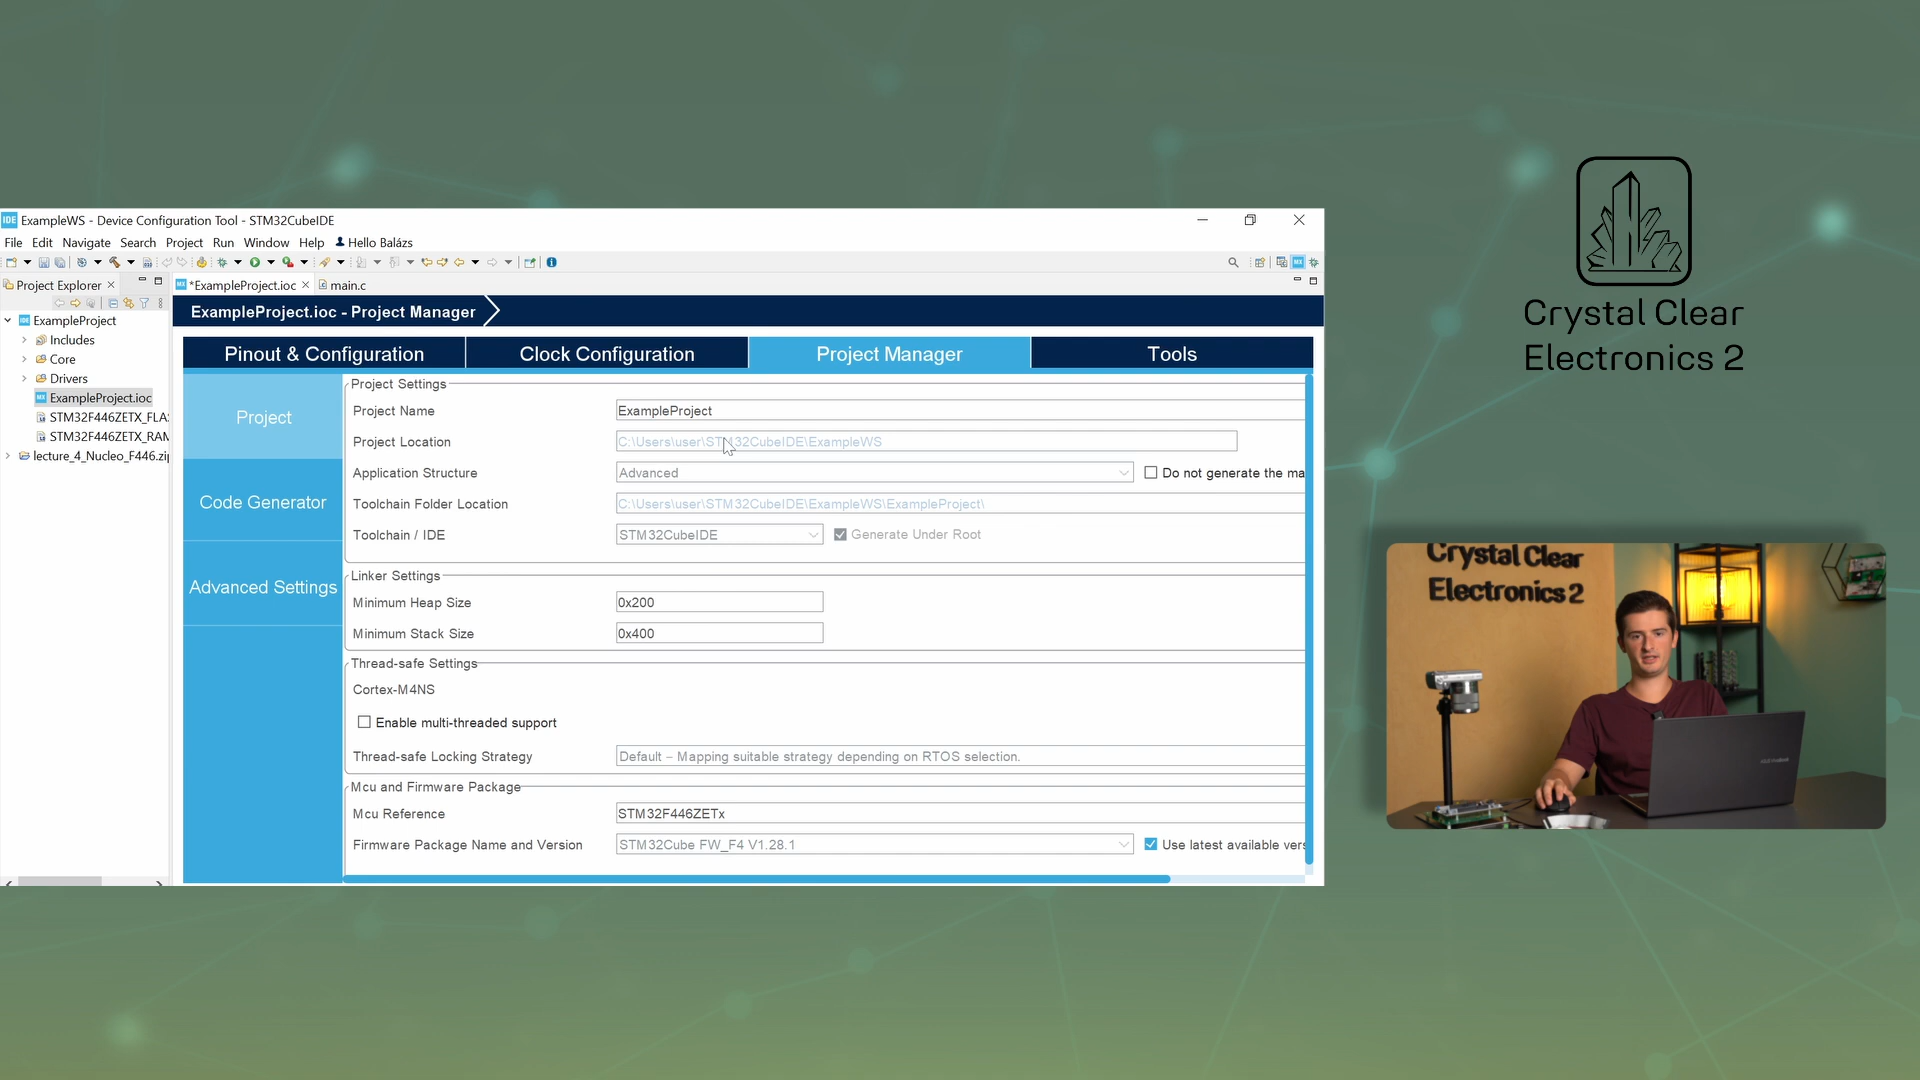 IDE ExampleWS - Device Configuration Tool - STM32CubeIDE
File Edit Navigate Search Project Run Window Help Hello Balázs
Project Explorer
*ExampleProject.ioc main.c
ExampleProject.ioc - Project Manager
ExampleProject
Includes
Core
Drivers
ExampleProject.ioc
STM32F446ZETX_FLA
STM32F446ZETX_RAM
lecture_4_Nucleo_F446.zi
Pinout & Configuration Clock Configuration Project Manager Tools
Project
Code Generator
Advanced Settings
Project Settings
Project Name ExampleProject
Project Location C:\Users\user\STM32CubeIDE\ExampleWS
Application Structure Advanced Do not generate the ma
Toolchain Folder Location C:\Users\user\STM32CubeIDE\ExampleWS\ExampleProject\
Toolchain / IDE STM32CubeIDE Generate Under Root
Linker Settings
Minimum Heap Size 0x200
Minimum Stack Size 0x400
Thread-safe Settings
Cortex-M4NS
Enable multi-threaded support
Thread-safe Locking Strategy Default – Mapping suitable strategy depending on RTOS selection.
Mcu and Firmware Package
Mcu Reference STM32F446ZETx
Firmware Package Name and Version STM32Cube FW_F4 V1.28.1 Use latest available vers
Crystal Clear
Electronics 2
Crystal Clear
Electronics 2